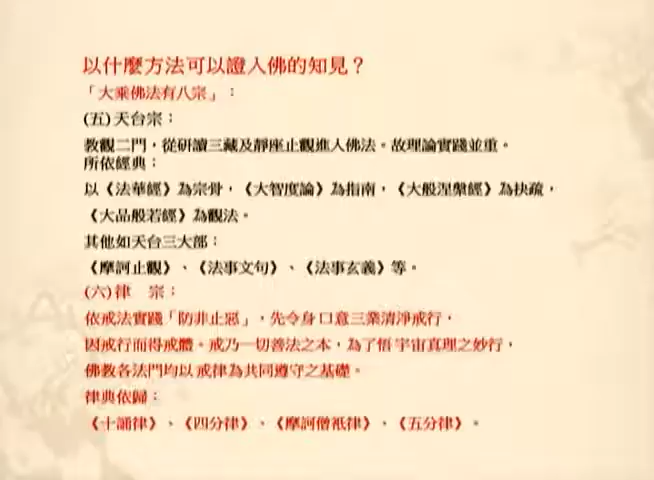 以什麼方法可以證入佛的知見？
「大乘佛法有八宗」：
(五)天台宗：
教觀二門，從研讀三藏及靜座止觀進入佛法。故理論實踐並重。
所依經典：
以《法華經》為宗骨，《大智度論》為指南，《大般涅槃經》為抉疏，
《大品般若經》為觀法。
其他如天台三大部：
《摩訶止觀》、《法事文句》、《法事玄義》等。
(六)律　宗：
依戒法實踐「防非止惡」，先令身口意三業清淨戒行，
因戒行而得戒體。戒乃一切善法之本，為了悟宇宙真理之妙行，
佛教各法門均以戒律為共同遵守之基礎。
律典依歸：
《十誦律》、《四分律》、《摩訶僧祇律》、《五分律》。